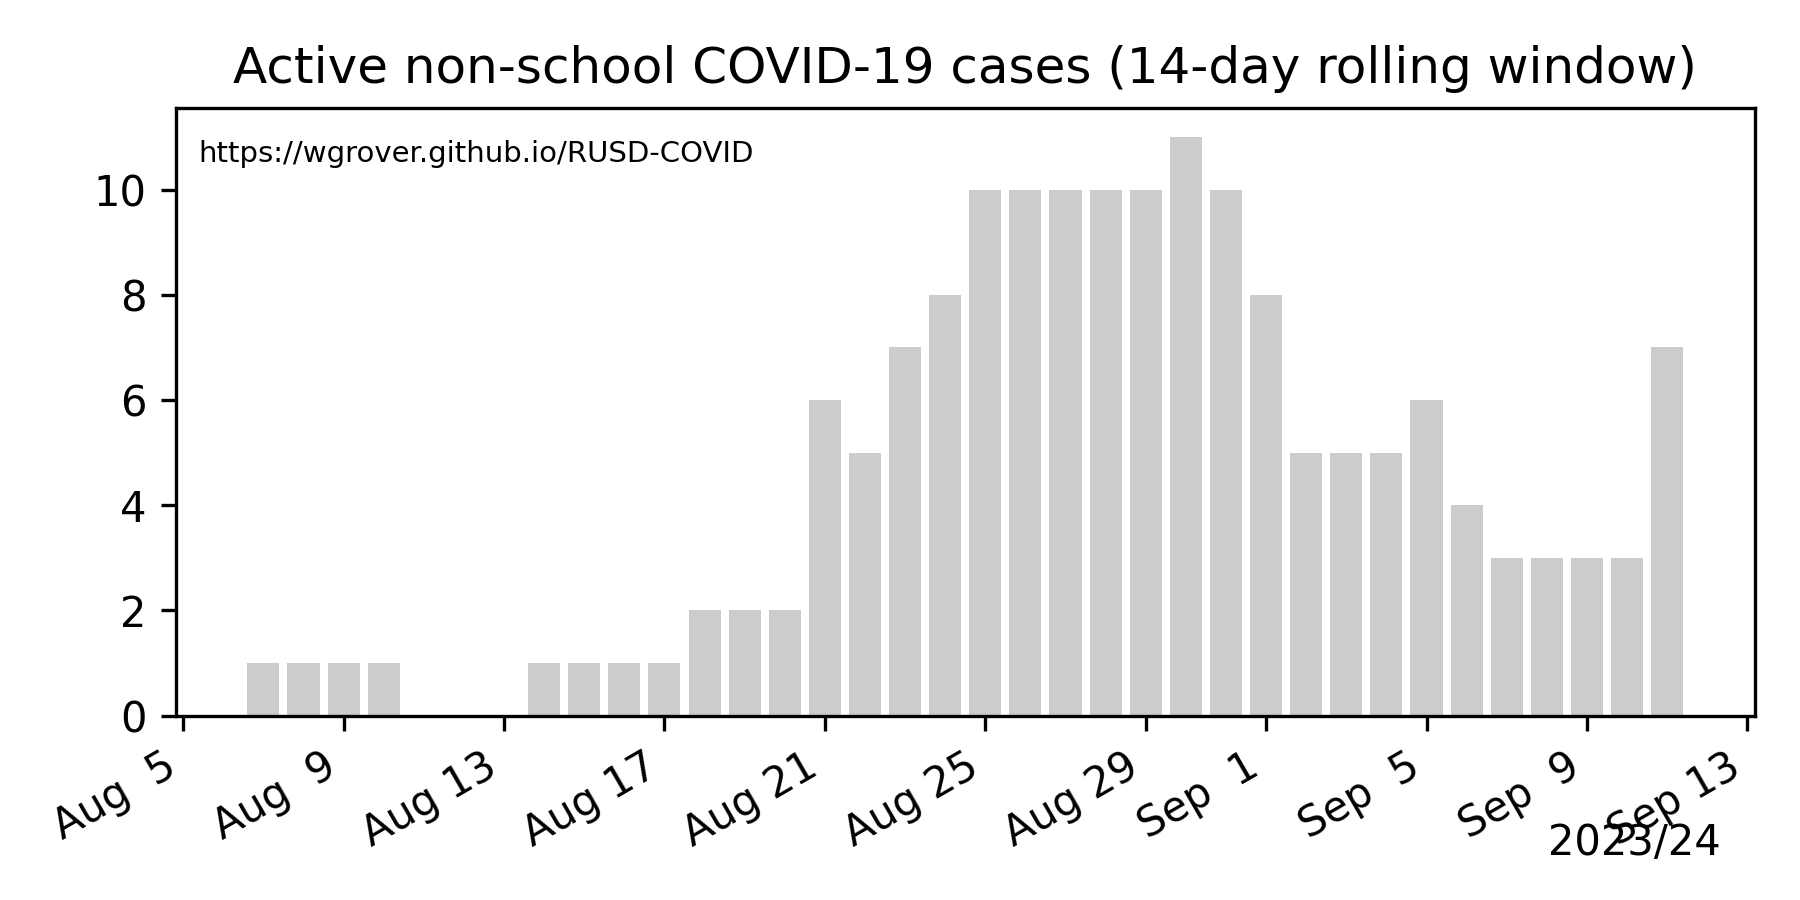 Active non-school COVID-19 cases (14-day rolling window)
https://wgrover.github.io/RUSD-COVID
10
8
6
4
2
0
Aug 5
Aug 9
Aug 13
Aug 17
Aug 21
Aug 25
Aug 29
Sep 1
Sep 5
Sep 9
Sep 13
2023/24